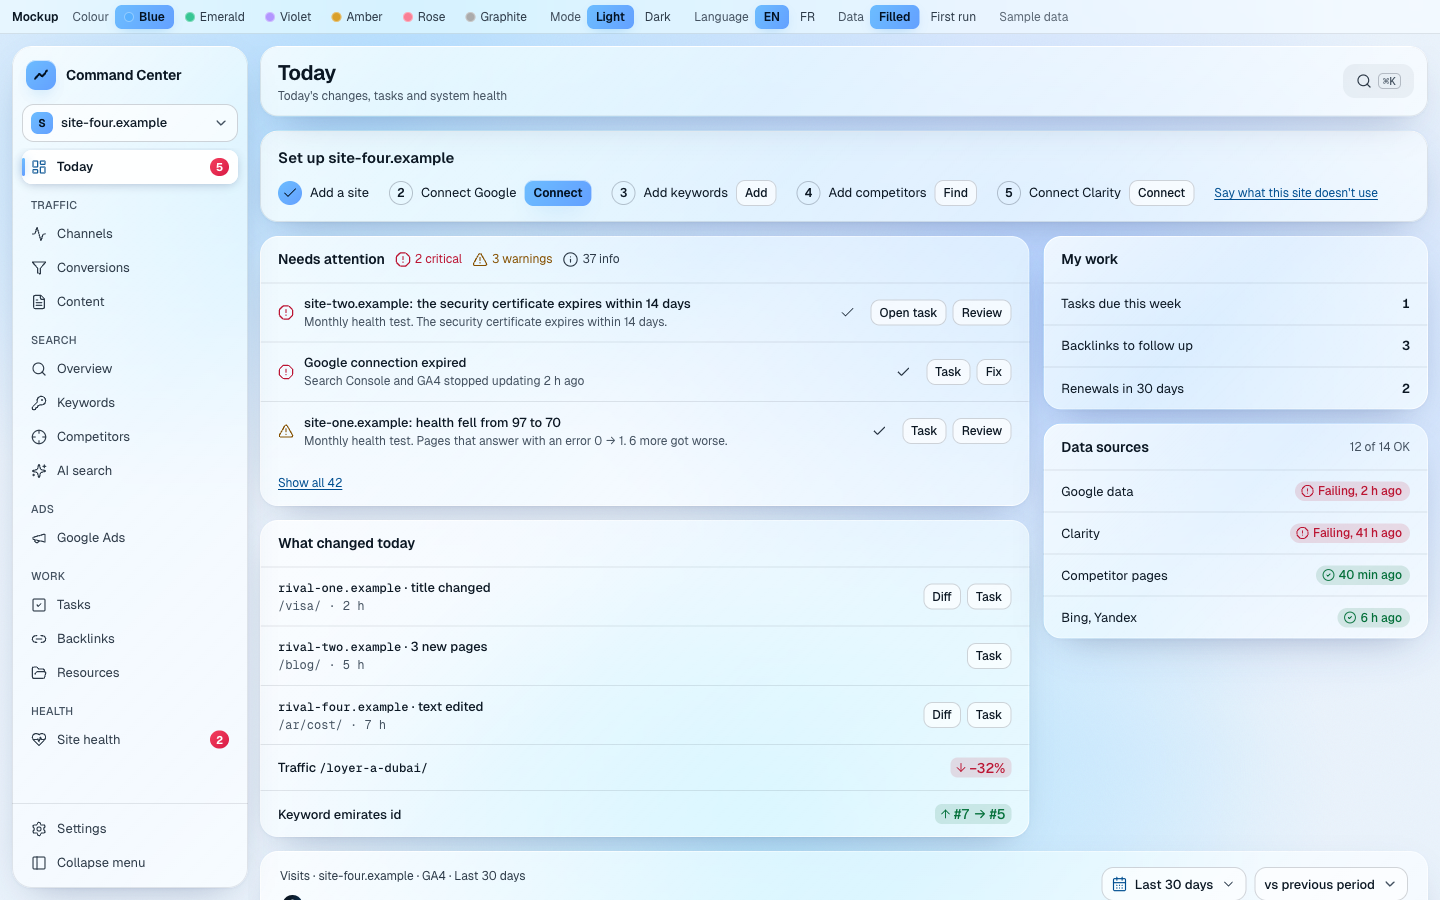 Mockup Colour Blue Emerald Violet Amber Rose Graphite Mode Light Dark Language EN FR Data Filled First run Sample data
Command Center
S site-four.example
Today 5
TRAFFIC
Channels
Conversions
Content
SEARCH
Overview
Keywords
Competitors
AI search
ADS
Google Ads
WORK
Tasks
Backlinks
Resources
HEALTH
Site health 2
Settings
Collapse menu
Today
Today's changes, tasks and system health
⌘K
Set up site-four.example
Add a site 2 Connect Google Connect 3 Add keywords Add 4 Add competitors Find 5 Connect Clarity Connect Say what this site doesn't use
Needs attention 2 critical 3 warnings 37 info
site-two.example: the security certificate expires within 14 days
Monthly health test. The security certificate expires within 14 days.
Open task Review
Google connection expired
Search Console and GA4 stopped updating 2 h ago
Task Fix
site-one.example: health fell from 97 to 70
Monthly health test. Pages that answer with an error 0 → 1. 6 more got worse.
Task Review
Show all 42
What changed today
rival-one.example · title changed
/visa/ · 2 h
Diff Task
rival-two.example · 3 new pages
/blog/ · 5 h
Task
rival-four.example · text edited
/ar/cost/ · 7 h
Diff Task
Traffic /loyer-a-dubai/ ↓ −32%
Keyword emirates id ↑ #7 → #5
My work
Tasks due this week 1
Backlinks to follow up 3
Renewals in 30 days 2
Data sources 12 of 14 OK
Google data Failing, 2 h ago
Clarity Failing, 41 h ago
Competitor pages 40 min ago
Bing, Yandex 6 h ago
Visits · site-four.example · GA4 · Last 30 days
Last 30 days vs previous period